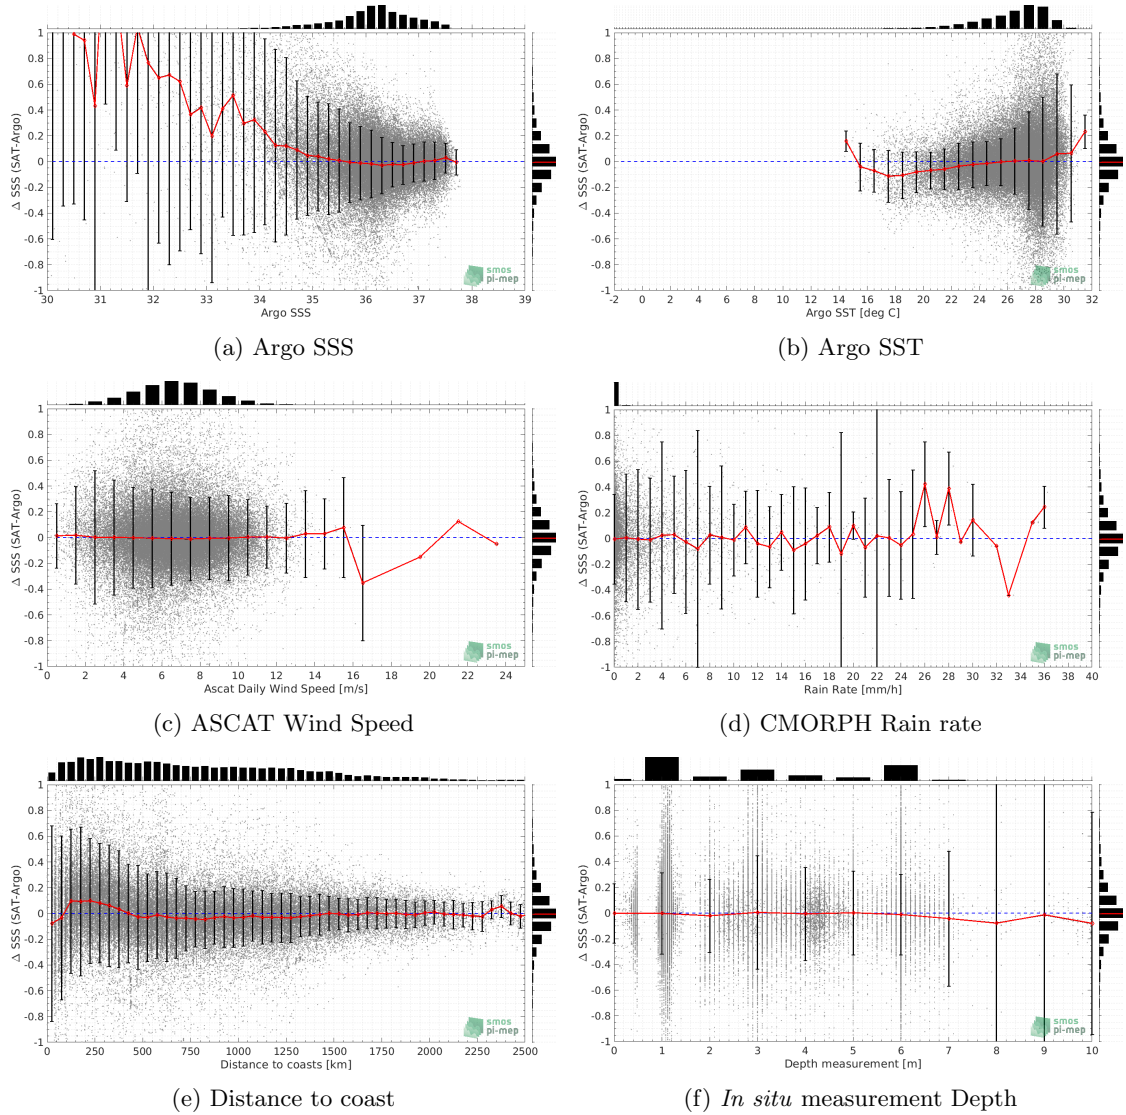 1
0.8
0.6
0.4
0.2
0
-0.2
-0.4
-0.6
-0.8
-1
Δ SSS (SAT-Argo)
smos
pi-mep
30 31 32 33 34 35 36 37 38 39
Argo SSS
(a) Argo SSS
1
0.8
0.6
0.4
0.2
0
-0.2
-0.4
-0.6
-0.8
-1
Δ SSS (SAT-Argo)
smos
pi-mep
-2 0 2 4 6 8 10 12 14 16 18 20 22 24 26 28 30 32
Argo SST [deg C]
(b) Argo SST
1
0.8
0.6
0.4
0.2
0
-0.2
-0.4
-0.6
-0.8
-1
Δ SSS (SAT-Argo)
smos
pi-mep
0 2 4 6 8 10 12 14 16 18 20 22 24
Ascat Daily Wind Speed [m/s]
(c) ASCAT Wind Speed
1
0.8
0.6
0.4
0.2
0
-0.2
-0.4
-0.6
-0.8
-1
Δ SSS (SAT-Argo)
smos
pi-mep
0 2 4 6 8 10 12 14 16 18 20 22 24 26 28 30 32 34 36 38 40
Rain Rate [mm/h]
(d) CMORPH Rain rate
1
0.8
0.6
0.4
0.2
0
-0.2
-0.4
-0.6
-0.8
-1
Δ SSS (SAT-Argo)
smos
pi-mep
0 250 500 750 1000 1250 1500 1750 2000 2250 2500
Distance to coasts [km]
(e) Distance to coast
1
0.8
0.6
0.4
0.2
0
-0.2
-0.4
-0.6
-0.8
-1
Δ SSS (SAT-Argo)
smos
pi-mep
0 1 2 3 4 5 6 7 8 9 10
Depth measurement [m]
(f) In situ measurement Depth